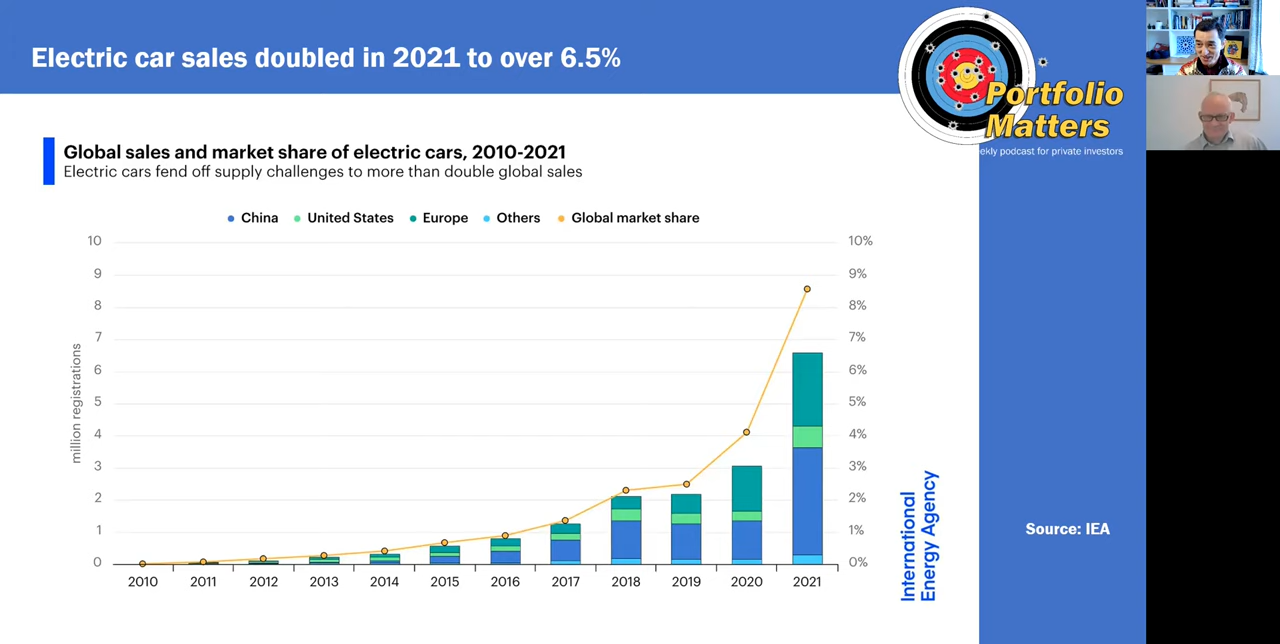 Electric car sales doubled in 2021 to over 6.5%
Portfolio
Matters
ekly podcast for private investors
Global sales and market share of electric cars, 2010-2021
Electric cars fend off supply challenges to more than double global sales
China United States Europe Others Global market share
10 10%
9 9%
8 8%
7 7%
6 6%
5 5%
4 4%
3 3%
2 2%
1 1%
0 0%
million registrations
2010 2011 2012 2013 2014 2015 2016 2017 2018 2019 2020 2021
International
Energy Agency
Source: IEA